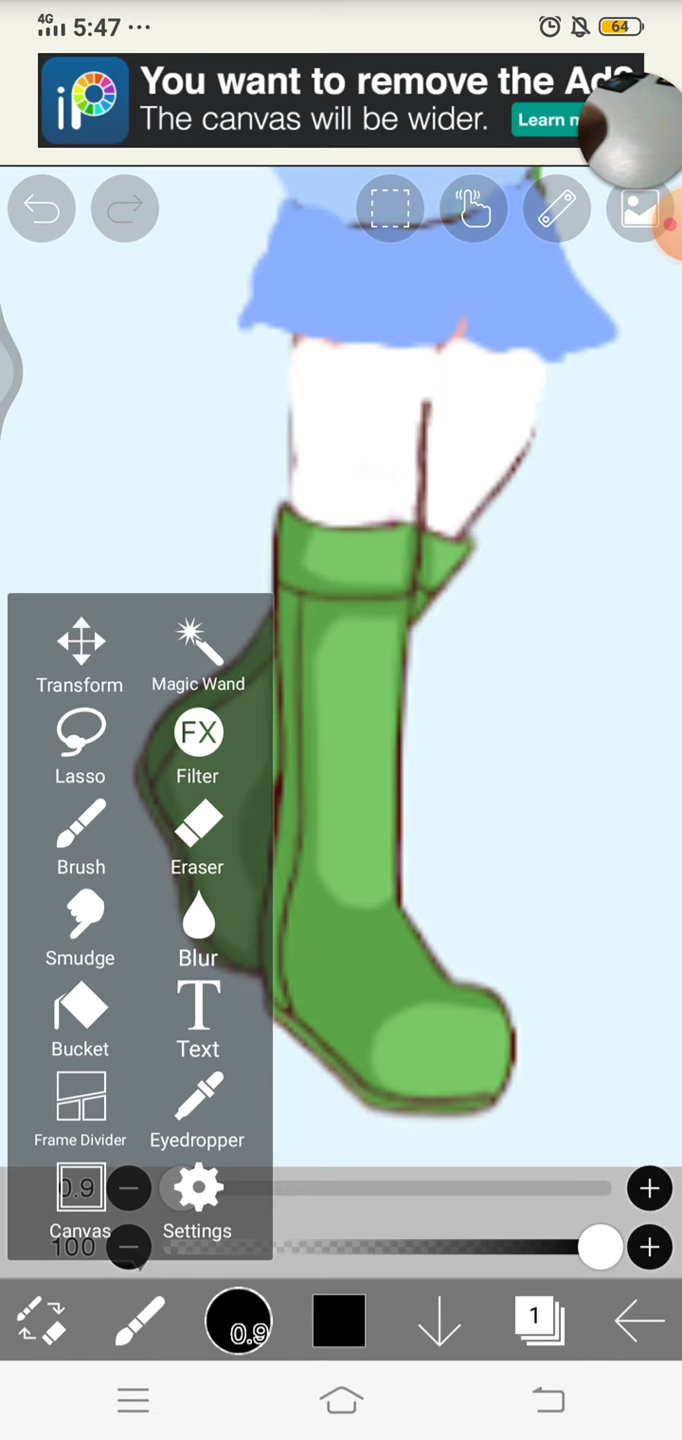 4G 5:47 ... 64
iP You want to remove the Ad?
The canvas will be wider. Learn
Transform Magic Wand
Lasso FX Filter
Brush Eraser
Smudge Blur
Bucket T Text
Frame Divider Eyedropper
0.9
Canvas Settings
100
0.9 1